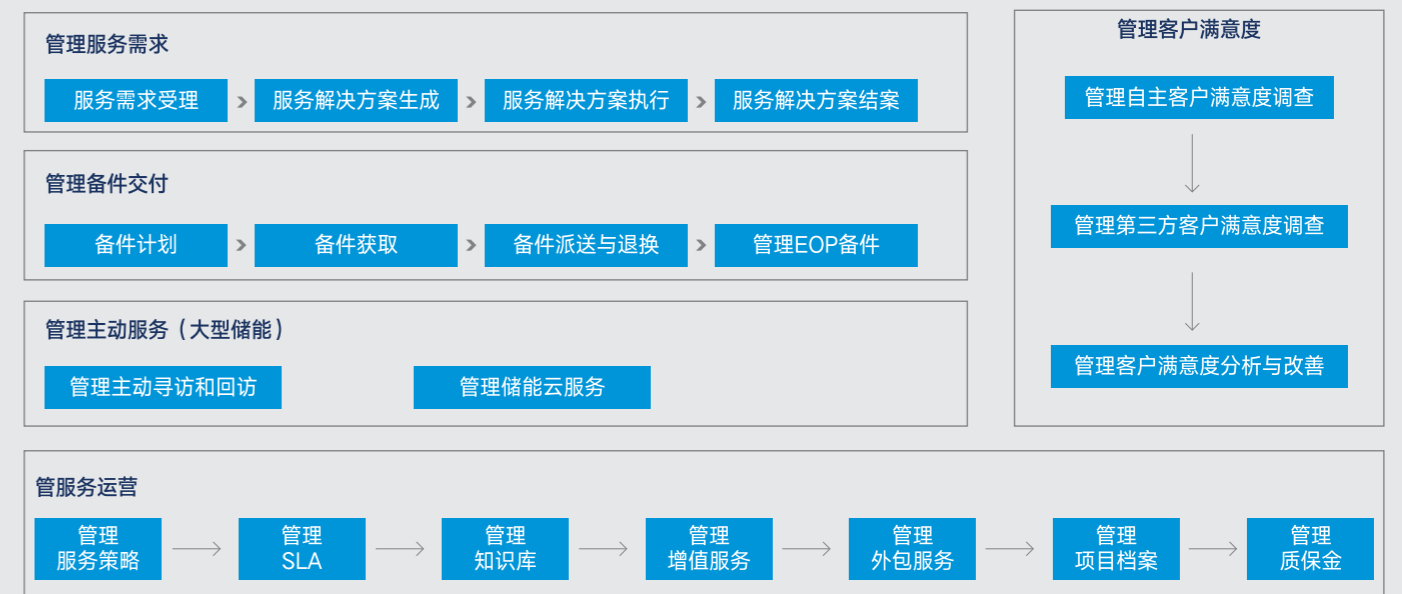 管理服务需求
服务需求受理
服务解决方案生成
服务解决方案执行
服务解决方案结案
管理备件交付
备件计划
备件获取
备件派送与退换
管理EOP备件
管理主动服务（大型储能）
管理主动寻访和回访
管理储能云服务
管理客户满意度
管理自主客户满意度调查
管理第三方客户满意度调查
管理客户满意度分析与改善
管服务运营
管理
服务策略
管理
SLA
管理
知识库
管理
增值服务
管理
外包服务
管理
项目档案
管理
质保金